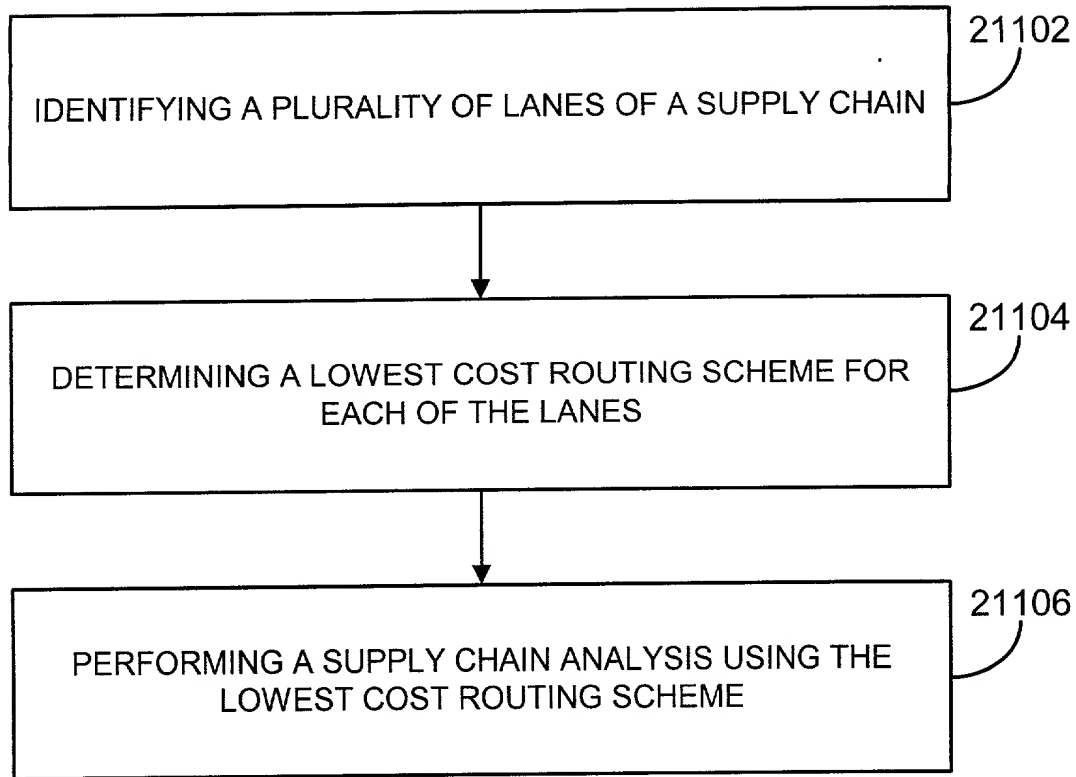 21102
IDENTIFYING A PLURALITY OF LANES OF A SUPPLY CHAIN
21104
DETERMINING A LOWEST COST ROUTING SCHEME FOR
EACH OF THE LANES
21106
PERFORMING A SUPPLY CHAIN ANALYSIS USING THE
LOWEST COST ROUTING SCHEME